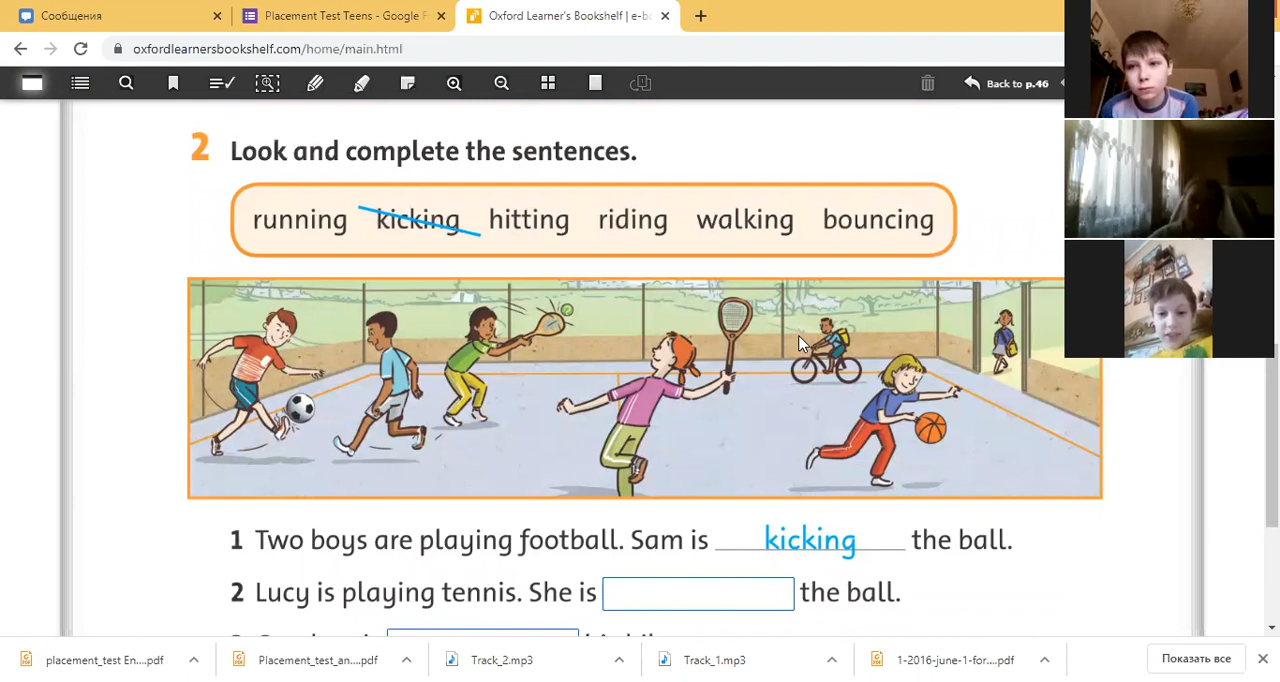 Сообщения
Placement Test Teens - Google F
Oxford Learner's Bookshelf | e-bo
oxfordlearnersbookshelf.com/home/main.html
Back to p.46
2 Look and complete the sentences.
running kicking hitting riding walking bouncing
1 Two boys are playing football. Sam is kicking the ball.
2 Lucy is playing tennis. She is the ball.
placement_test En....pdf
Placement_test_an....pdf
Track_2.mp3
Track_1.mp3
1-2016-june-1-for....pdf
Показать все